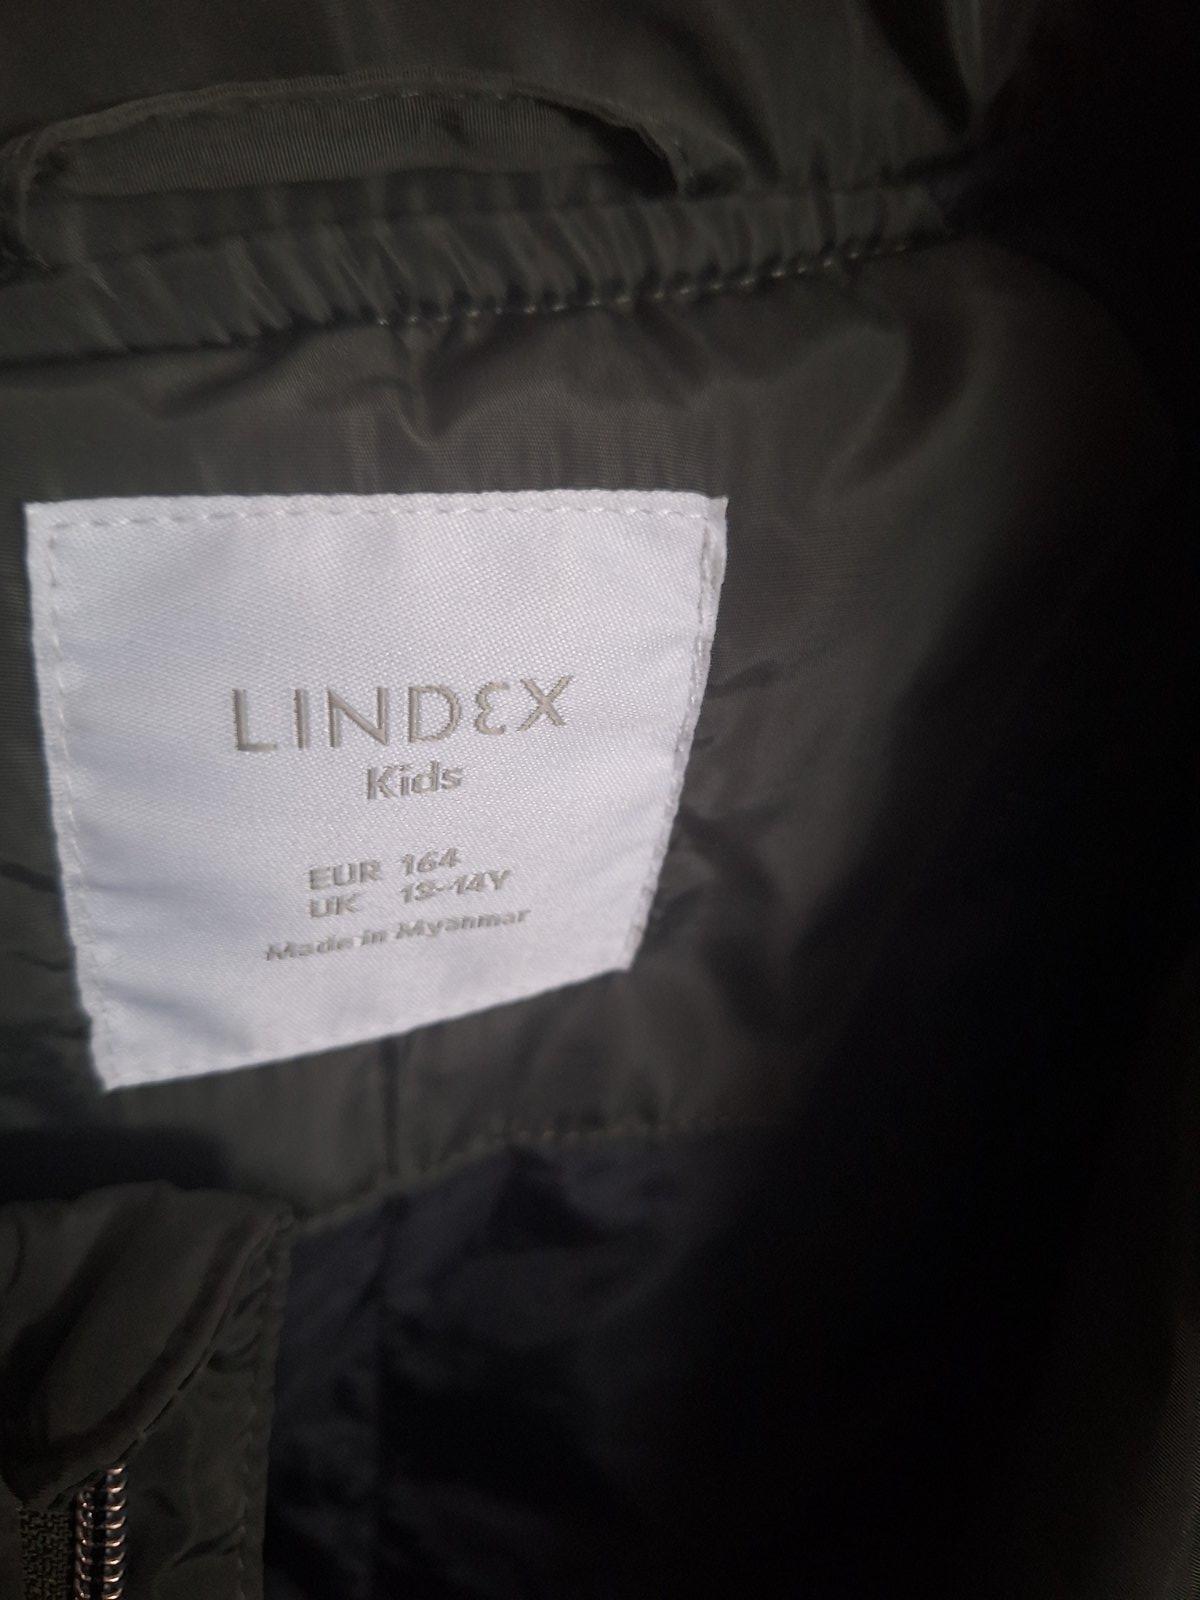 LINDEX
Kids
EUR 164
UK 13-14Y
Made in Myanmar